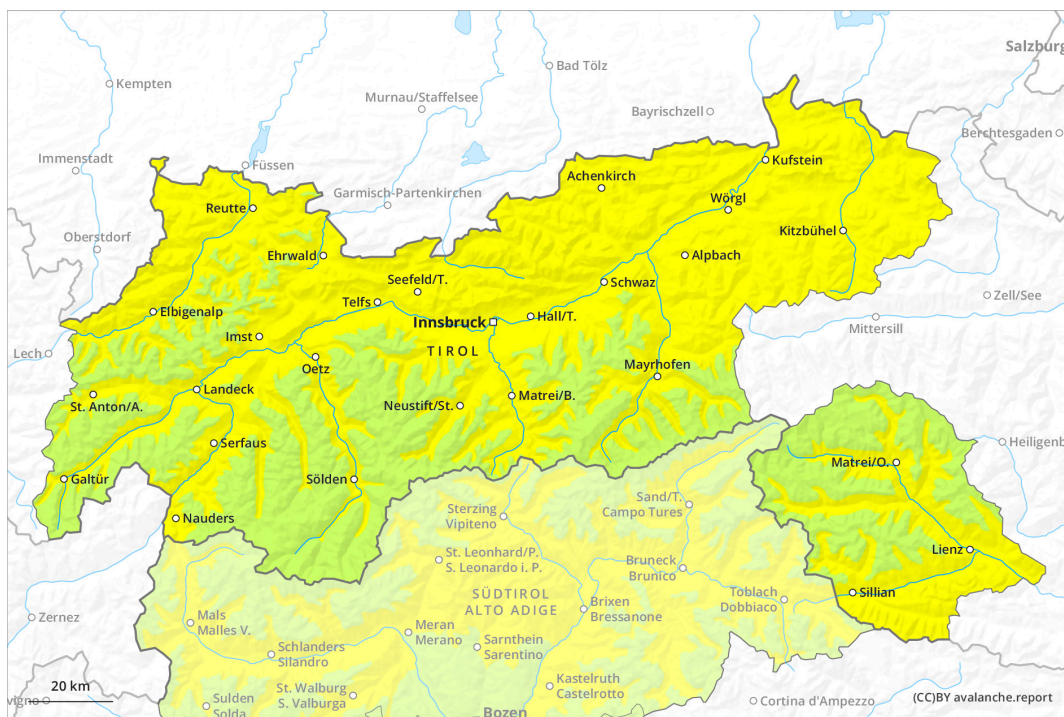 Salzburg
Kempten
Bad Tölz
Murnau/Staffelsee
Bayrischzell
Berchtesgaden
Immenstadt
Füssen
Kufstein
Garmisch-Partenkirchen
Achenkirch
Reutte
Wörgl
Oberstdorf
Kitzbühel
Ehrwald
Alpbach
Seefeld/T.
Schwaz
Zell/See
Telfs
Elbigenalp
Innsbruck
Hall/T.
Mittersill
Imst
TIROL
Lech
Oetz
Mayrhofen
Landeck
St. Anton/A.
Neustift/St.
Matrei/B.
Serfaus
Heiligenb
Matrei/O.
Galtür
Sölden
Sand/T.
Campo Tures
Sterzing
Vipiteno
Nauders
Lienz
St. Leonhard/P.
S. Leonardo i. P.
Bruneck
Brunico
SÜDTIROL
ALTO ADIGE
Toblach
Dobbiaco
Sillian
Brixen
Bressanone
Zernez
Mals
Malles V.
Meran
Merano
Sarnthein
Sarentino
Schlanders
Silandro
Kastelruth
Castelrotto
20 km
St. Walburg
S. Valburga
vigno
Sulden
Solda
Cortina d'Ampezzo
(CC)BY avalanche.report
Bozen